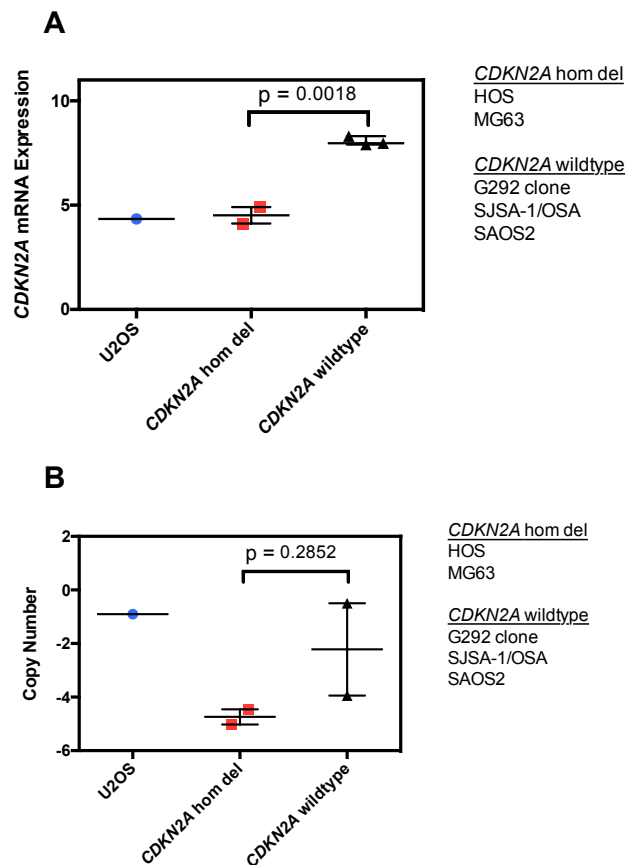 A
CDKN2A mRNA Expression
10
5
0
p = 0.0018
U2OS
CDKN2A hom del
CDKN2A wildtype
CDKN2A hom del
HOS
MG63
CDKN2A wildtype
G292 clone
SJSA-1/OSA
SAOS2
B
Copy Number
2
0
-2
-4
-6
p = 0.2852
U2OS
CDKN2A hom del
CDKN2A wildtype
CDKN2A hom del
HOS
MG63
CDKN2A wildtype
G292 clone
SJSA-1/OSA
SAOS2